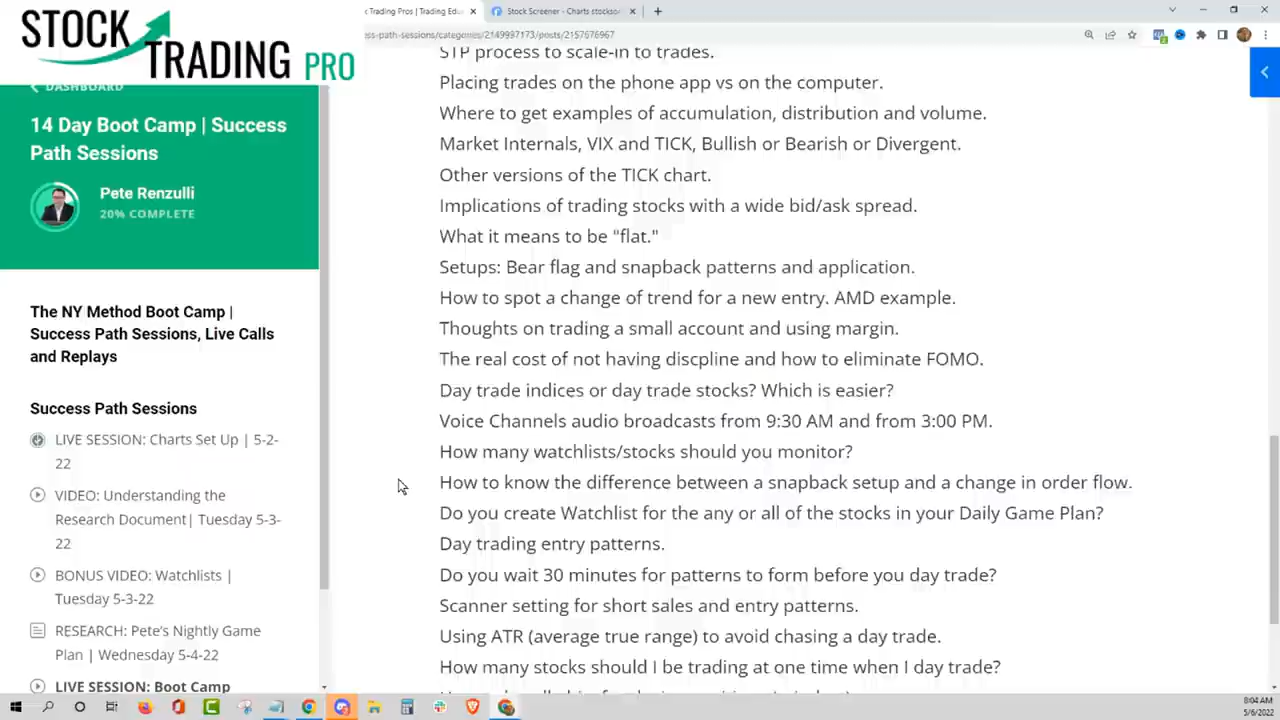 STOCK
TRADING PRO
k Trading Pros | Trading Edu
Stock Screener - Charts stocks
ess-path-sessions/categories/2149997173/posts/2157676967
DASHBOARD
14 Day Boot Camp | Success
Path Sessions
Pete Renzulli
20% COMPLETE
The NY Method Boot Camp |
Success Path Sessions, Live Calls
and Replays
Success Path Sessions
LIVE SESSION: Charts Set Up | 5-2-
22
VIDEO: Understanding the
Research Document| Tuesday 5-3-
22
BONUS VIDEO: Watchlists |
Tuesday 5-3-22
RESEARCH: Pete's Nightly Game
Plan | Wednesday 5-4-22
LIVE SESSION: Boot Camp
STP process to scale-in to trades.
Placing trades on the phone app vs on the computer.
Where to get examples of accumulation, distribution and volume.
Market Internals, VIX and TICK, Bullish or Bearish or Divergent.
Other versions of the TICK chart.
Implications of trading stocks with a wide bid/ask spread.
What it means to be "flat."
Setups: Bear flag and snapback patterns and application.
How to spot a change of trend for a new entry. AMD example.
Thoughts on trading a small account and using margin.
The real cost of not having discpline and how to eliminate FOMO.
Day trade indices or day trade stocks? Which is easier?
Voice Channels audio broadcasts from 9:30 AM and from 3:00 PM.
How many watchlists/stocks should you monitor?
How to know the difference between a snapback setup and a change in order flow.
Do you create Watchlist for the any or all of the stocks in your Daily Game Plan?
Day trading entry patterns.
Do you wait 30 minutes for patterns to form before you day trade?
Scanner setting for short sales and entry patterns.
Using ATR (average true range) to avoid chasing a day trade.
How many stocks should I be trading at one time when I day trade?
8:04 AM
5/6/2022